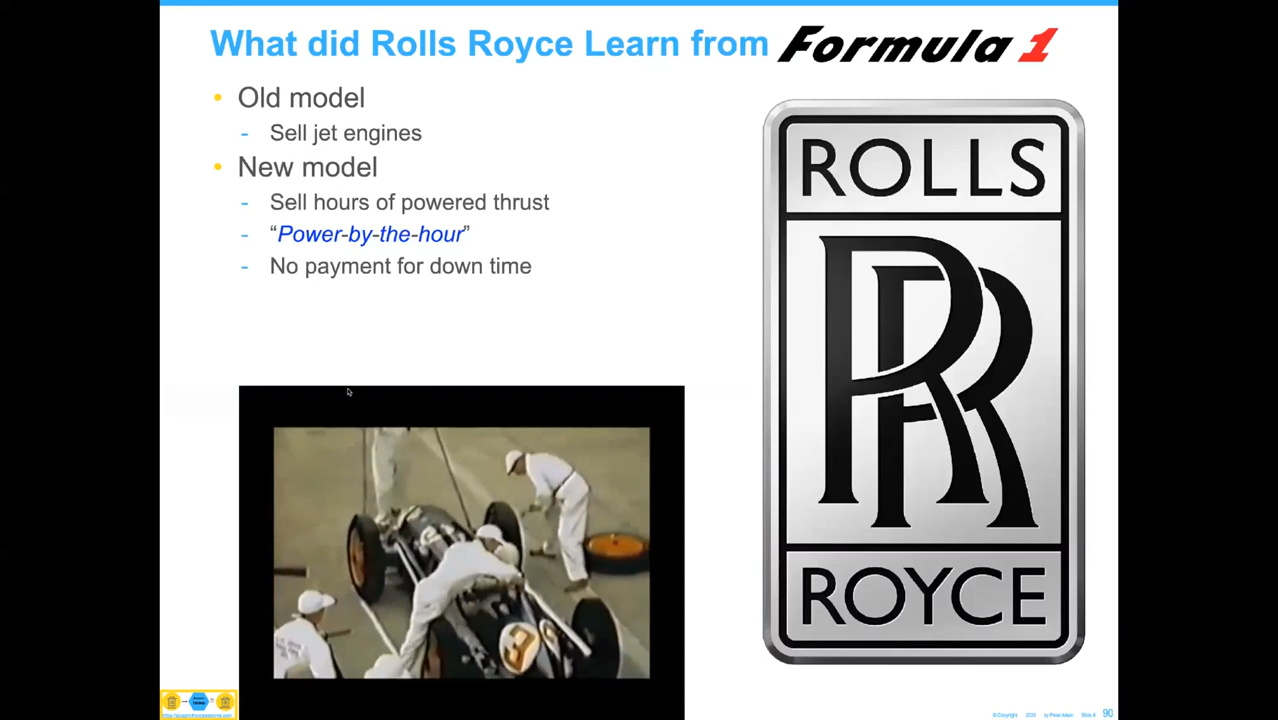 What did Rolls Royce Learn from Formula 1
• Old model
- Sell jet engines
• New model
- Sell hours of powered thrust
- “Power-by-the-hour”
- No payment for down time
ROLLS
RR
ROYCE
90